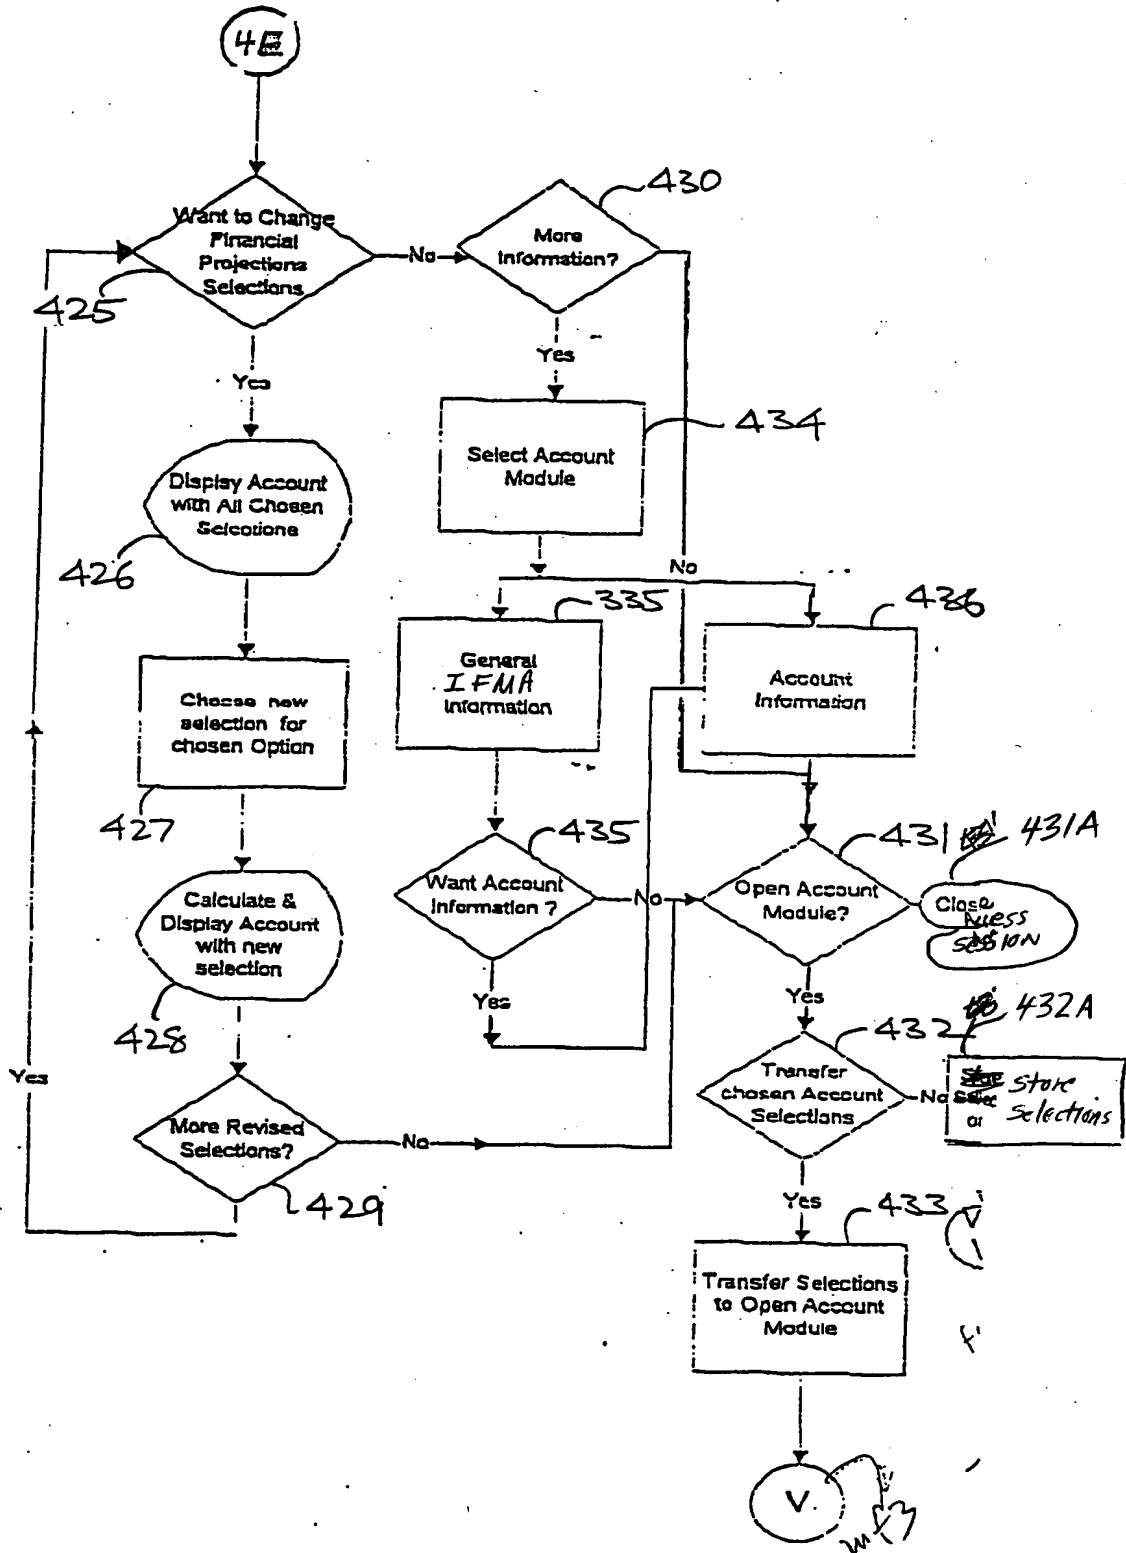 4E
Want to Change
Financial
Projections
Selections
425
No
More
Information?
430
Yes
Yes
Display Account
with All Chosen
Selections
426
Select Account
Module
434
No
335
436
General
IFMA
Information
Account
Information
Choose new
selection for
chosen Option
427
435
Want Account
Information ?
No
431
431A
Open Account
Module?
Close
Access
SESSION
Calculate &
Display Account
with new
selection
428
Yes
Yes
432
432A
Transfer
chosen Account
Selections
No
or
store
selections
Yes
More Revised
Selections?
No
429
Yes
433
V
Transfer Selections
to Open Account
Module
V